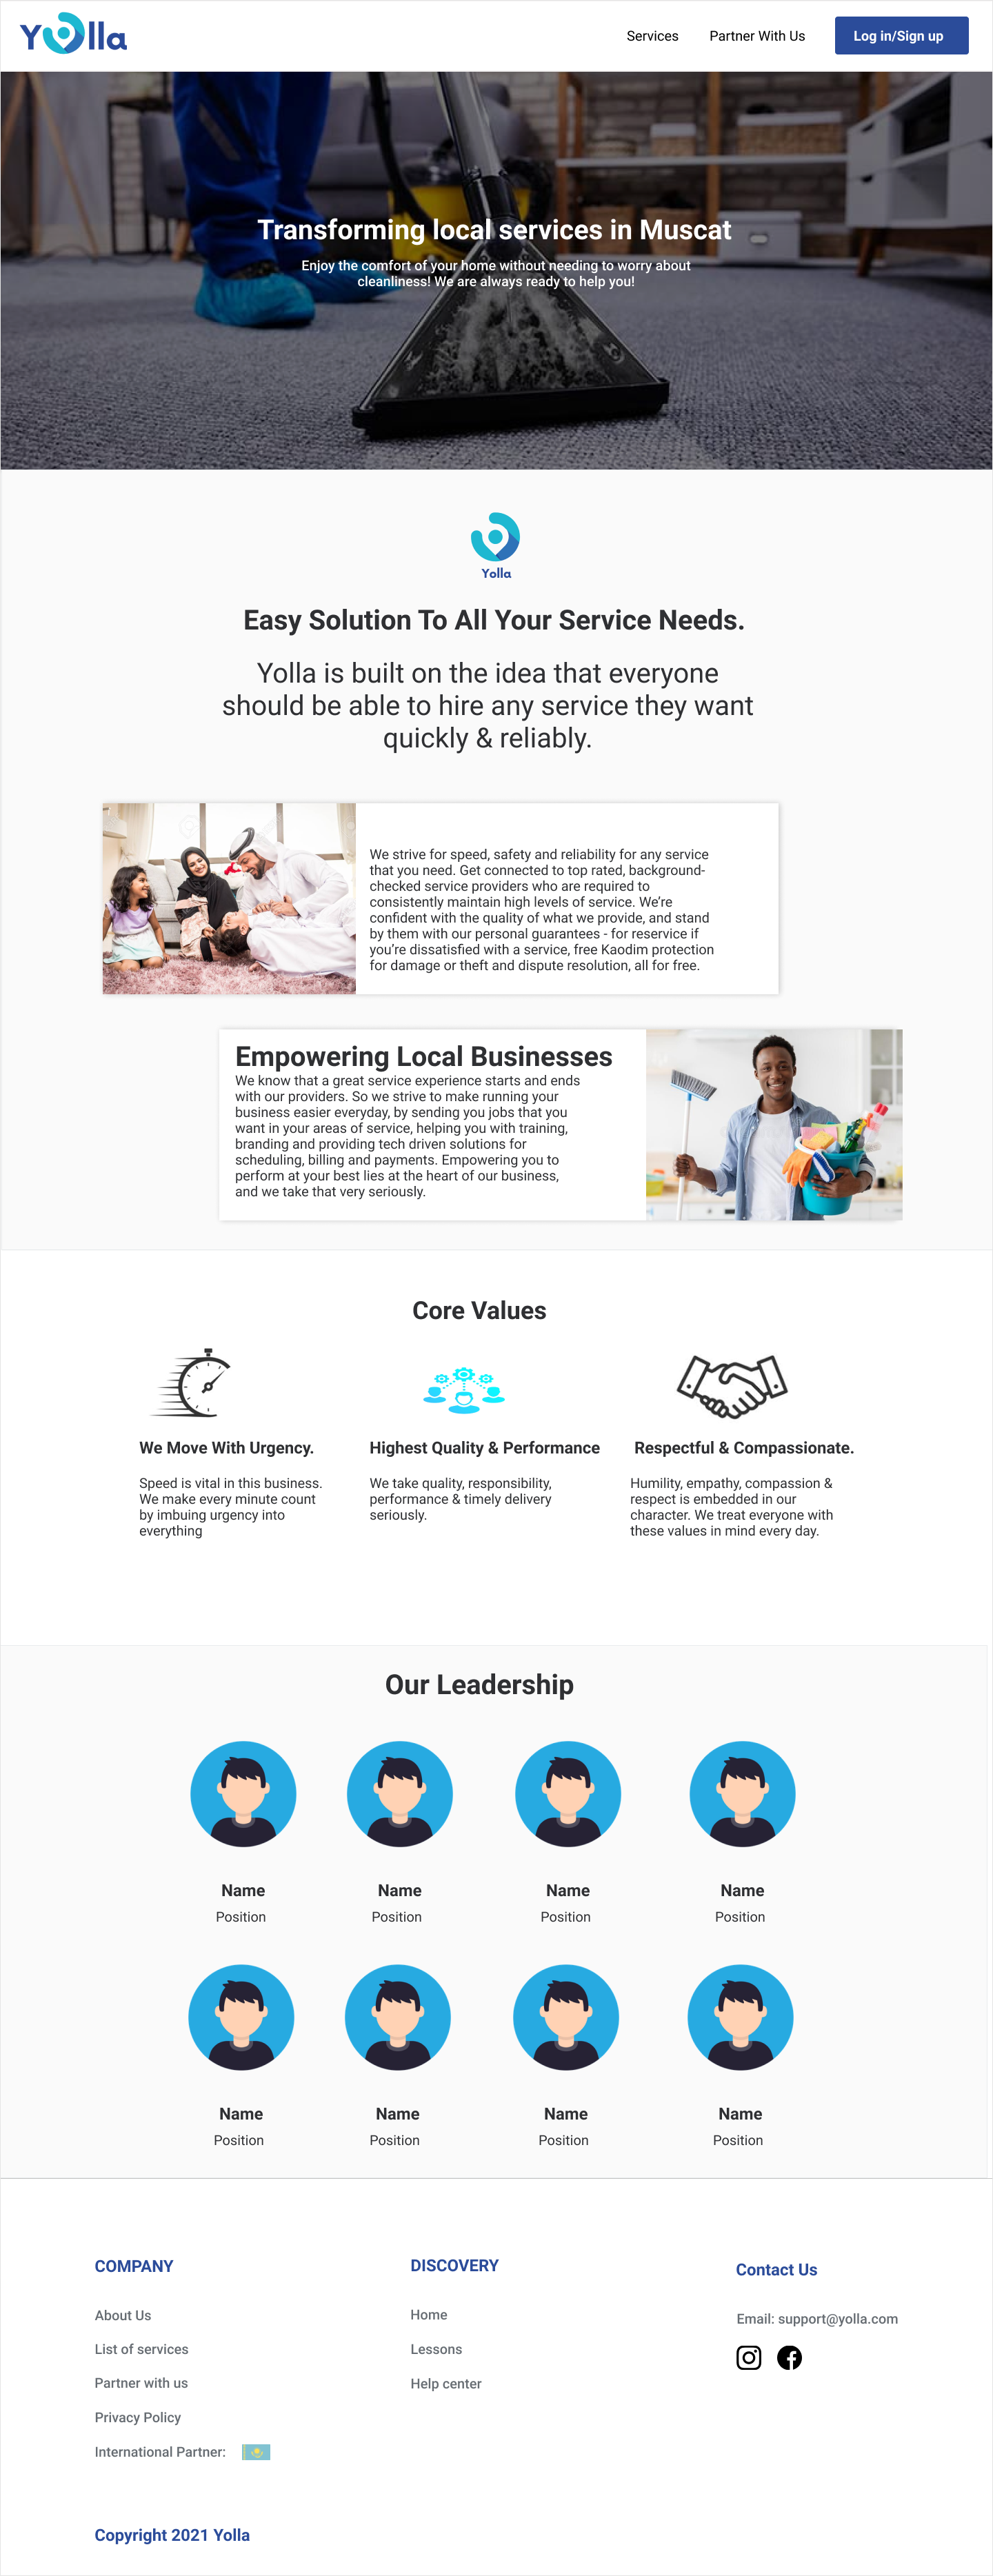 Yolla
Services
Partner With Us
Log in/Sign up
Transforming local services in Muscat
Enjoy the comfort of your home without needing to worry about
cleanliness! We are always ready to help you!
Yolla
Easy Solution To All Your Service Needs.
Yolla is built on the idea that everyone
should be able to hire any service they want
quickly & reliably.
We strive for speed, safety and reliability for any service
that you need. Get connected to top rated, background-
checked service providers who are required to
consistently maintain high levels of service. We’re
confident with the quality of what we provide, and stand
by them with our personal guarantees - for reservice if
you’re dissatisfied with a service, free Kaodim protection
for damage or theft and dispute resolution, all for free.
Empowering Local Businesses
We know that a great service experience starts and ends
with our providers. So we strive to make running your
business easier everyday, by sending you jobs that you
want in your areas of service, helping you with training,
branding and providing tech driven solutions for
scheduling, billing and payments. Empowering you to
perform at your best lies at the heart of our business,
and we take that very seriously.
Core Values
We Move With Urgency.
Speed is vital in this business.
We make every minute count
by imbuing urgency into
everything
Highest Quality & Performance
We take quality, responsibility,
performance & timely delivery
seriously.
Respectful & Compassionate.
Humility, empathy, compassion &
respect is embedded in our
character. We treat everyone with
these values in mind every day.
Our Leadership
Name
Position
Name
Position
Name
Position
Name
Position
Name
Position
Name
Position
Name
Position
Name
Position
COMPANY
About Us
List of services
Partner with us
Privacy Policy
International Partner:
DISCOVERY
Home
Lessons
Help center
Contact Us
Email: support@yolla.com
Copyright 2021 Yolla